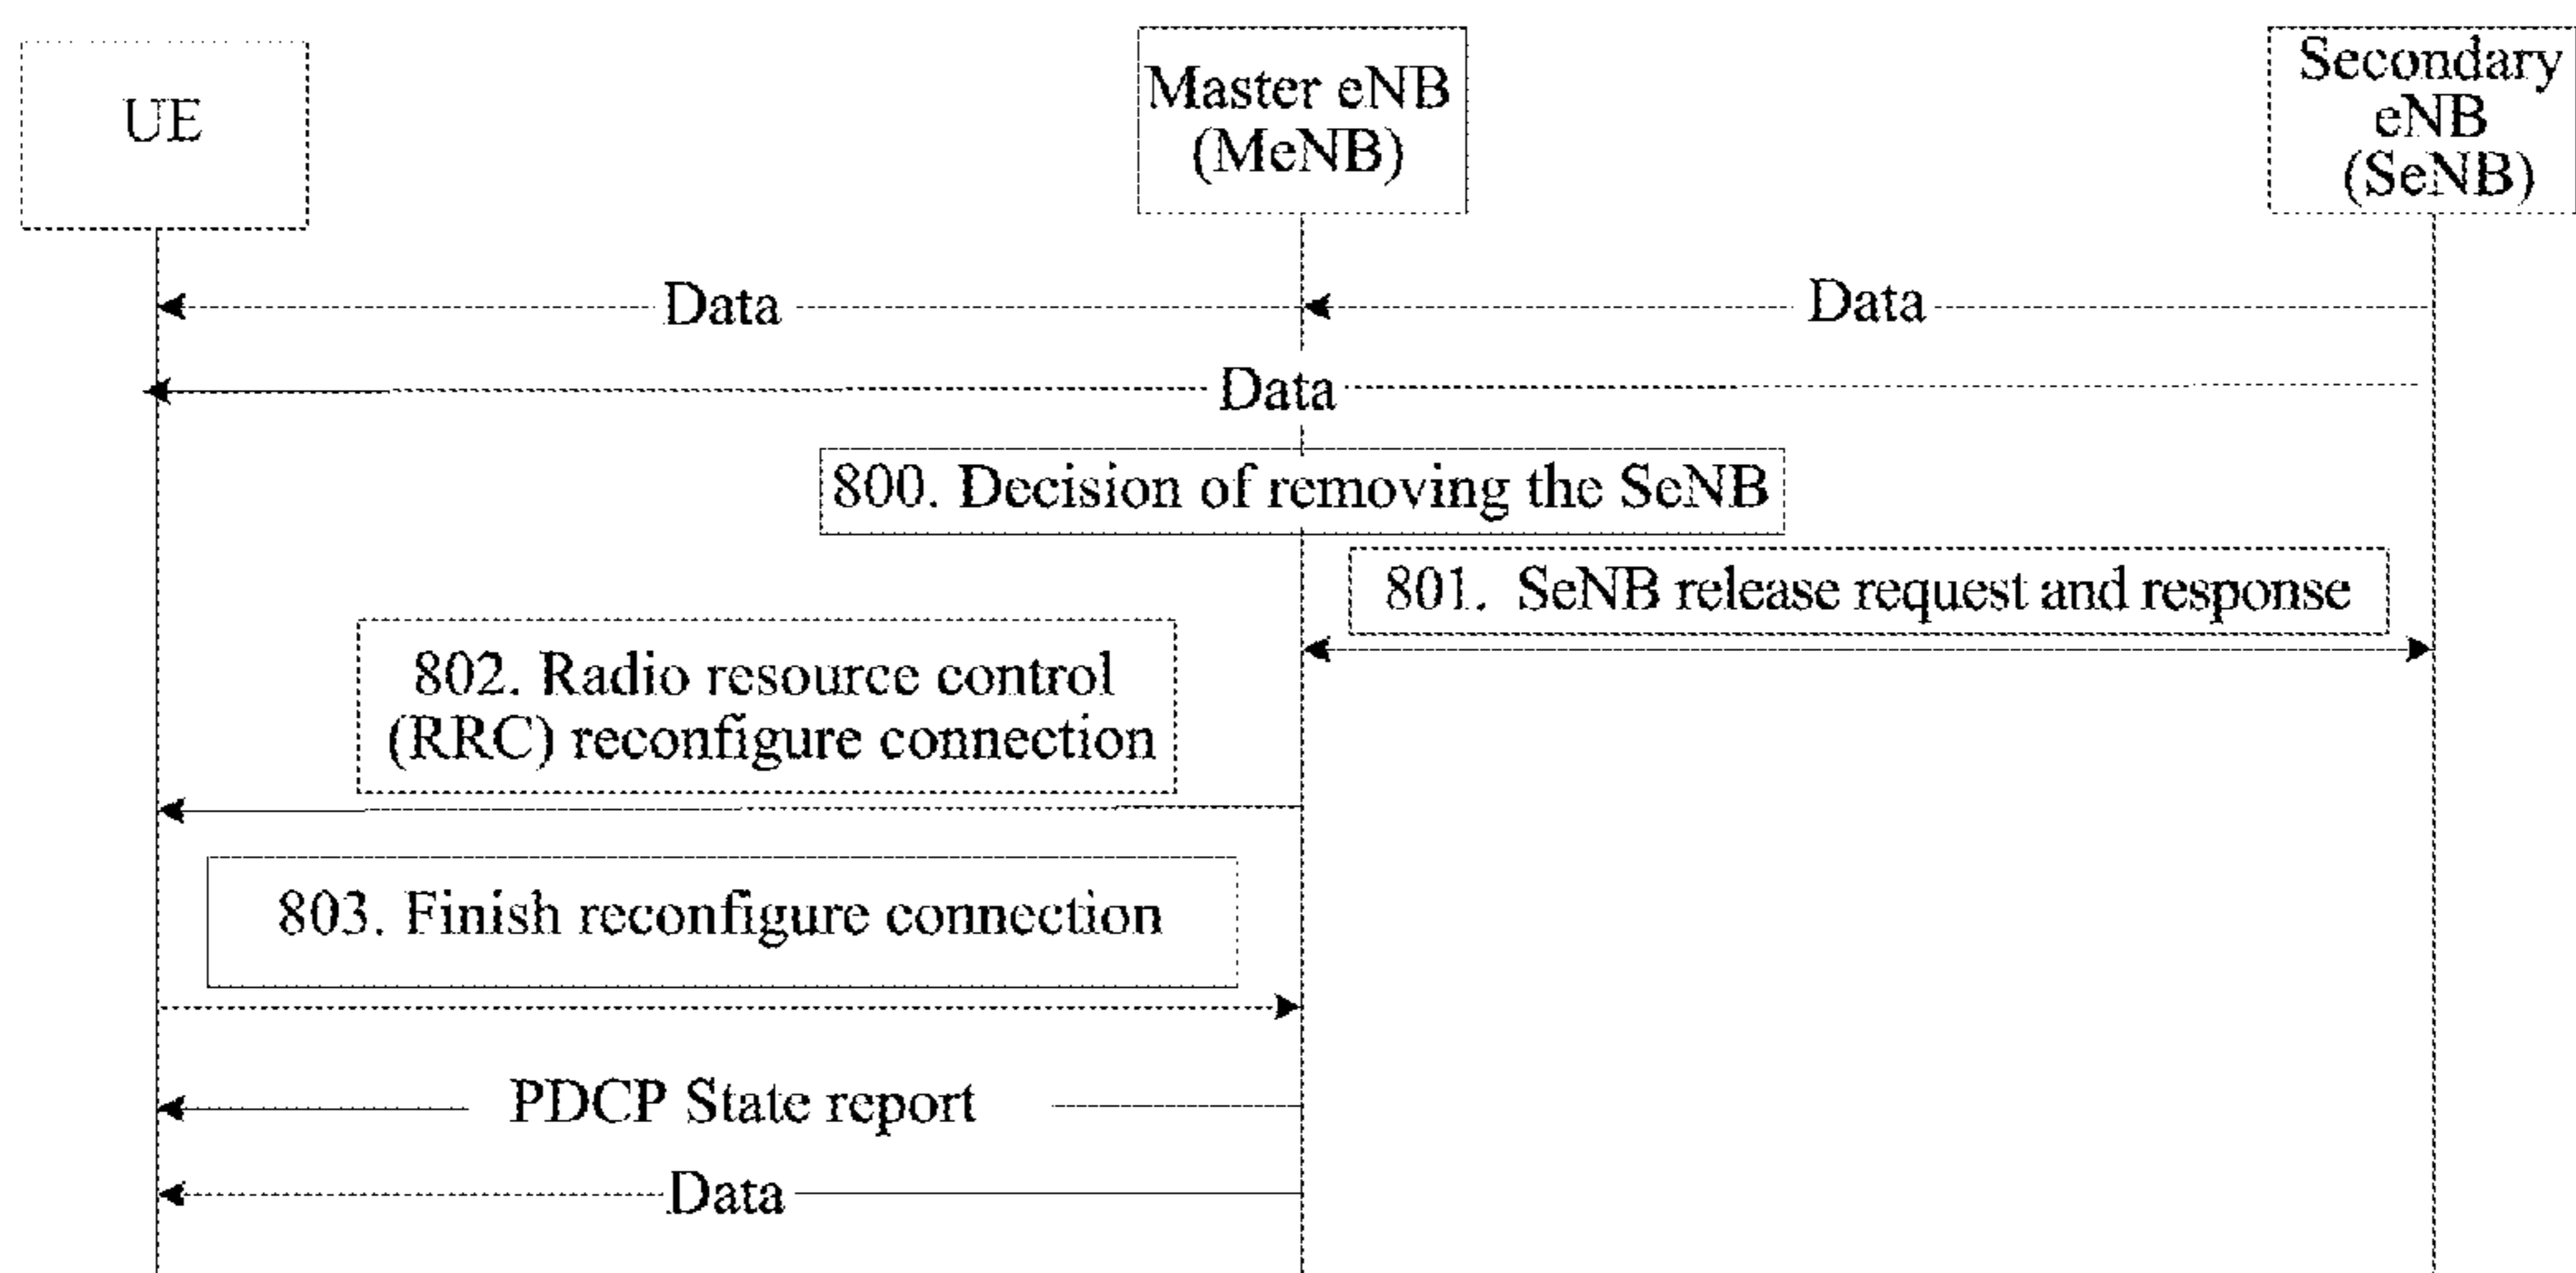 UE
Master eNB
(MeNB)
Secondary
eNB
(SeNB)
Data
Data
Data
800. Decision of removing the SeNB
801. SeNB release request and response
802. Radio resource control
(RRC) reconfigure connection
803. Finish reconfigure connection
PDCP State report
Data